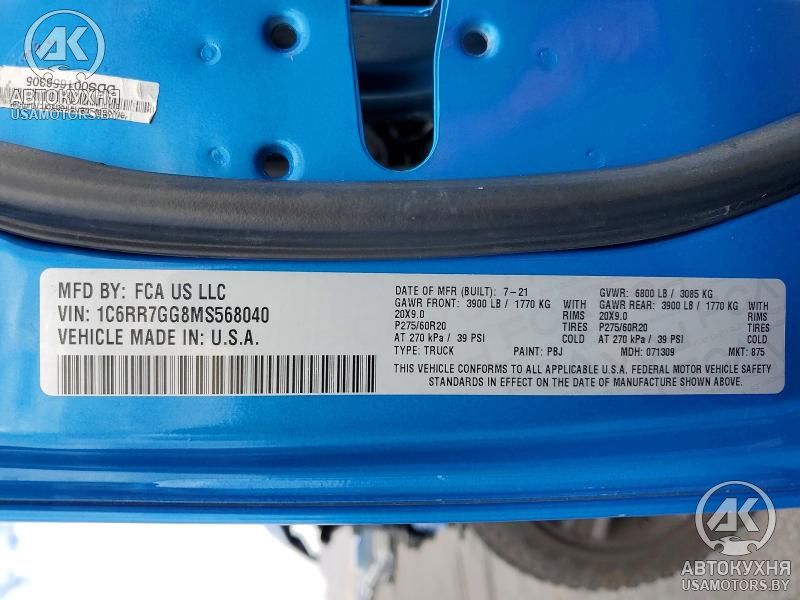 AK
DDS001658306
АВТОКУХНЯ
USAMOTORS.BY
MFD BY: FCA US LLC
VIN: 1C6RR7GG8MS568040
VEHICLE MADE IN: U.S.A.
DATE OF MFR (BUILT): 7-21 GVWR: 6800 LB / 3085 KG
GAWR FRONT: 3900 LB / 1770 KG GAWR REAR: 3900 LB / 1770 KG
20X9.0 RIMS 20X9.0 RIMS
P275/60R20 TIRES P275/60R20 TIRES
AT 270 kPa / 39 PSI COLD AT 270 kPa / 39 PSI COLD
TYPE: TRUCK PAINT: PBJ MDH: 071309 MKT: 875
THIS VEHICLE CONFORMS TO ALL APPLICABLE U.S.A. FEDERAL MOTOR VEHICLE SAFETY
STANDARDS IN EFFECT ON THE DATE OF MANUFACTURE SHOWN ABOVE.
AK
АВТОКУХНЯ
USAMOTORS.BY